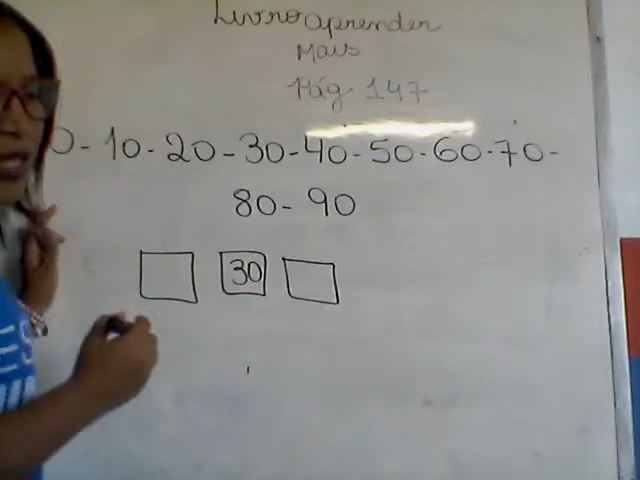 Livro aprender
Mais
Pág 147
0-10-20-30-40-50-60-70-
80-90
30